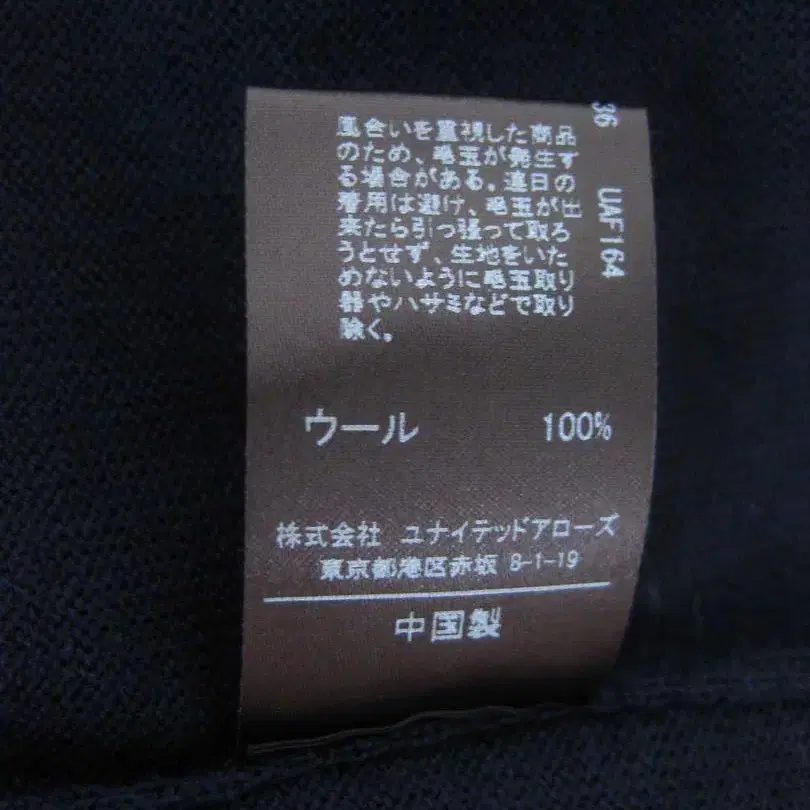 風合いを重視した商品
のため、毛玉が発生す
る場合がある。連日の
着用は避け、毛玉が出
来たら引っ張って取ろ
うとせず、生地をいた
めないように毛玉取り
器やハサミなどで取り
除く。
36 UAF164
ウール 100%
株式会社 ユナイテッドアローズ
東京都港区赤坂 8-1-19
中国製